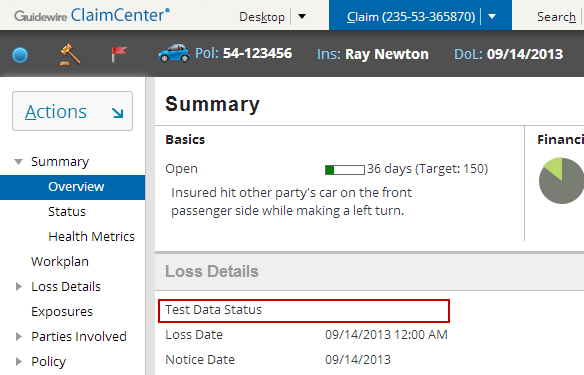 Guidewire ClaimCenter® Desktop Claim (235-53-365870) Search
Pol: 54-123456 Ins: Ray Newton DoL: 09/14/2013
Actions
Summary
Overview
Status
Health Metrics
Workplan
Loss Details
Exposures
Parties Involved
Policy
Summary
Basics
Open 36 days (Target: 150)
Insured hit other party's car on the front
passenger side while making a left turn.
Financi
Loss Details
Test Data Status
Loss Date 09/14/2013 12:00 AM
Notice Date 09/14/2013